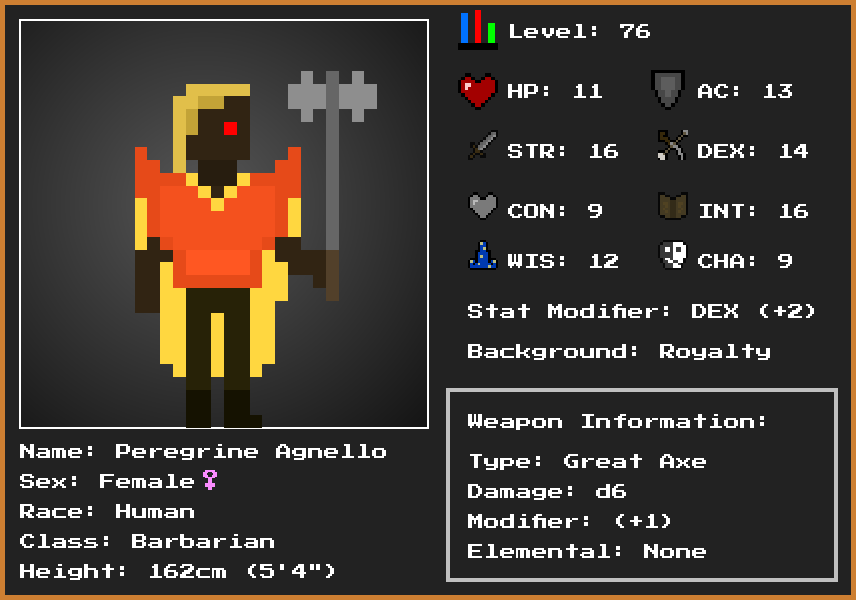 Level: 76
HP: 11 AC: 13
STR: 16 DEX: 14
CON: 9 INT: 16
WIS: 12 CHA: 9
Stat Modifier: DEX (+2)
Background: Royalty
Weapon Information:
Type: Great Axe
Damage: d6
Modifier: (+1)
Elemental: None
Name: Peregrine Agnello
Sex: Female♀
Race: Human
Class: Barbarian
Height: 162cm (5'4")